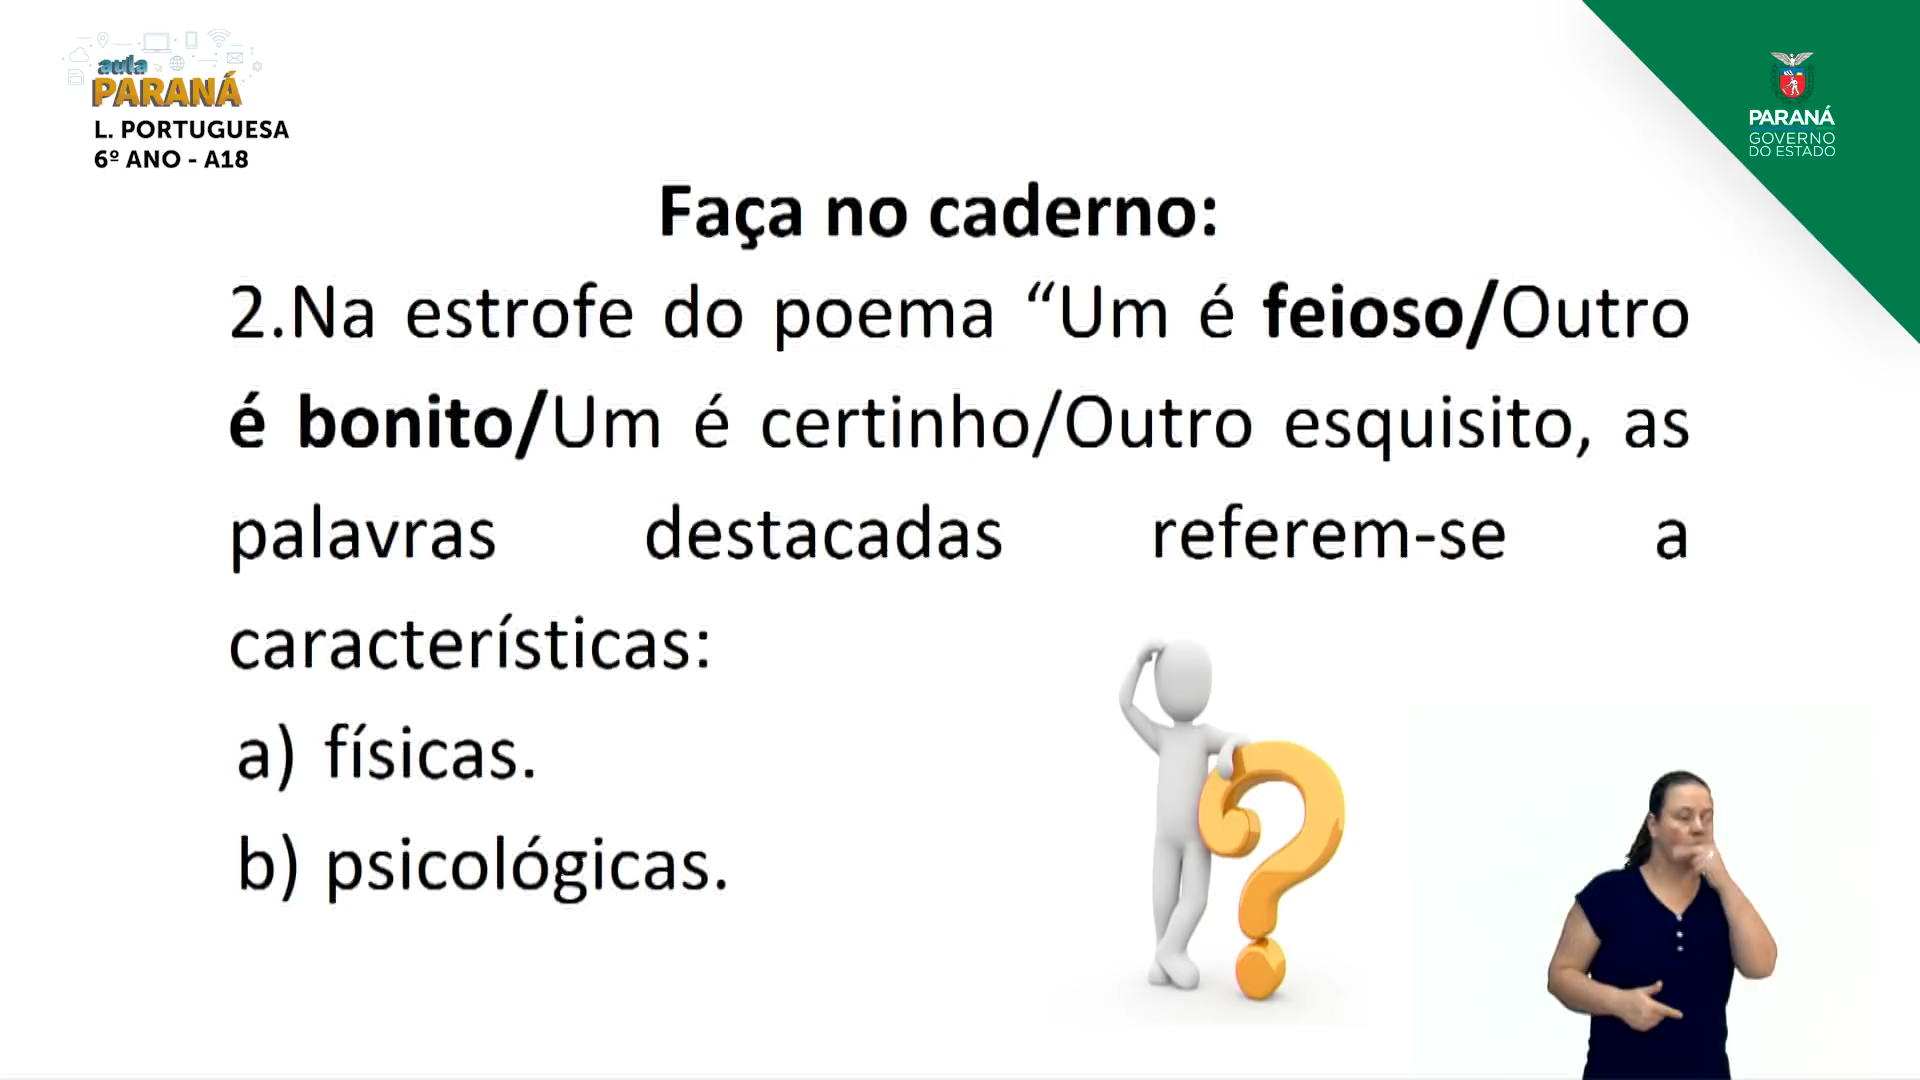 aula
PARANÁ
L. PORTUGUESA
6º ANO - A18
PARANÁ
GOVERNO
DO ESTADO
Faça no caderno:
2.Na estrofe do poema “Um é feioso/Outro
é bonito/Um é certinho/Outro esquisito, as
palavras destacadas referem-se a
características:
a) físicas.
b) psicológicas.